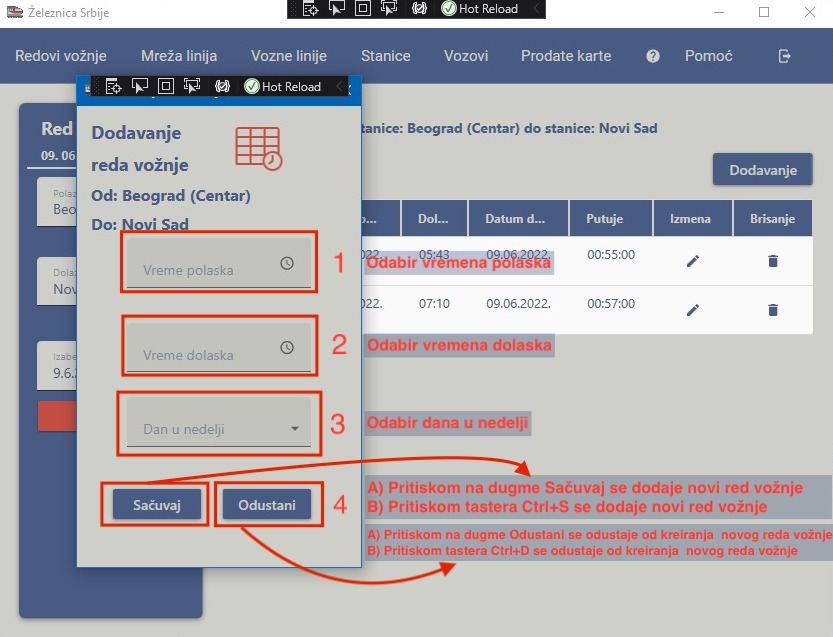 Železnica Srbije
Hot Reload
Redovi vožnje Mreža linija Vozne linije Stanice Vozovi Prodate karte ? Pomoć
Hot Reload
Red
09. 06
Dodavanje
reda vožnje
Od: Beograd (Centar)
Do: Novi Sad
tanice: Beograd (Centar) do stanice: Novi Sad
Dodavanje
Dol... Datum d... Putuje Izmena Brisanje
022. 05:43 09.06.2022. 00:55:00
022. 07:10 09.06.2022. 00:57:00
Polaz
Beo
Dolaz
Nov
Izabe
9.6.
Vreme polaska
1 Odabir vremena polaska
Vreme dolaska
2 Odabir vremena dolaska
Dan u nedelji
3 Odabir dana u nedelji
Sačuvaj Odustani 4
A) Pritiskom na dugme Sačuvaj se dodaje novi red vožnje
B) Pritiskom tastera Ctrl+S se dodaje novi red vožnje
A) Pritiskom na dugme Odustani se odustaje od kreiranja novog reda vožnje
B) Pritiskom tastera Ctrl+D se odustaje od kreiranja novog reda vožnje